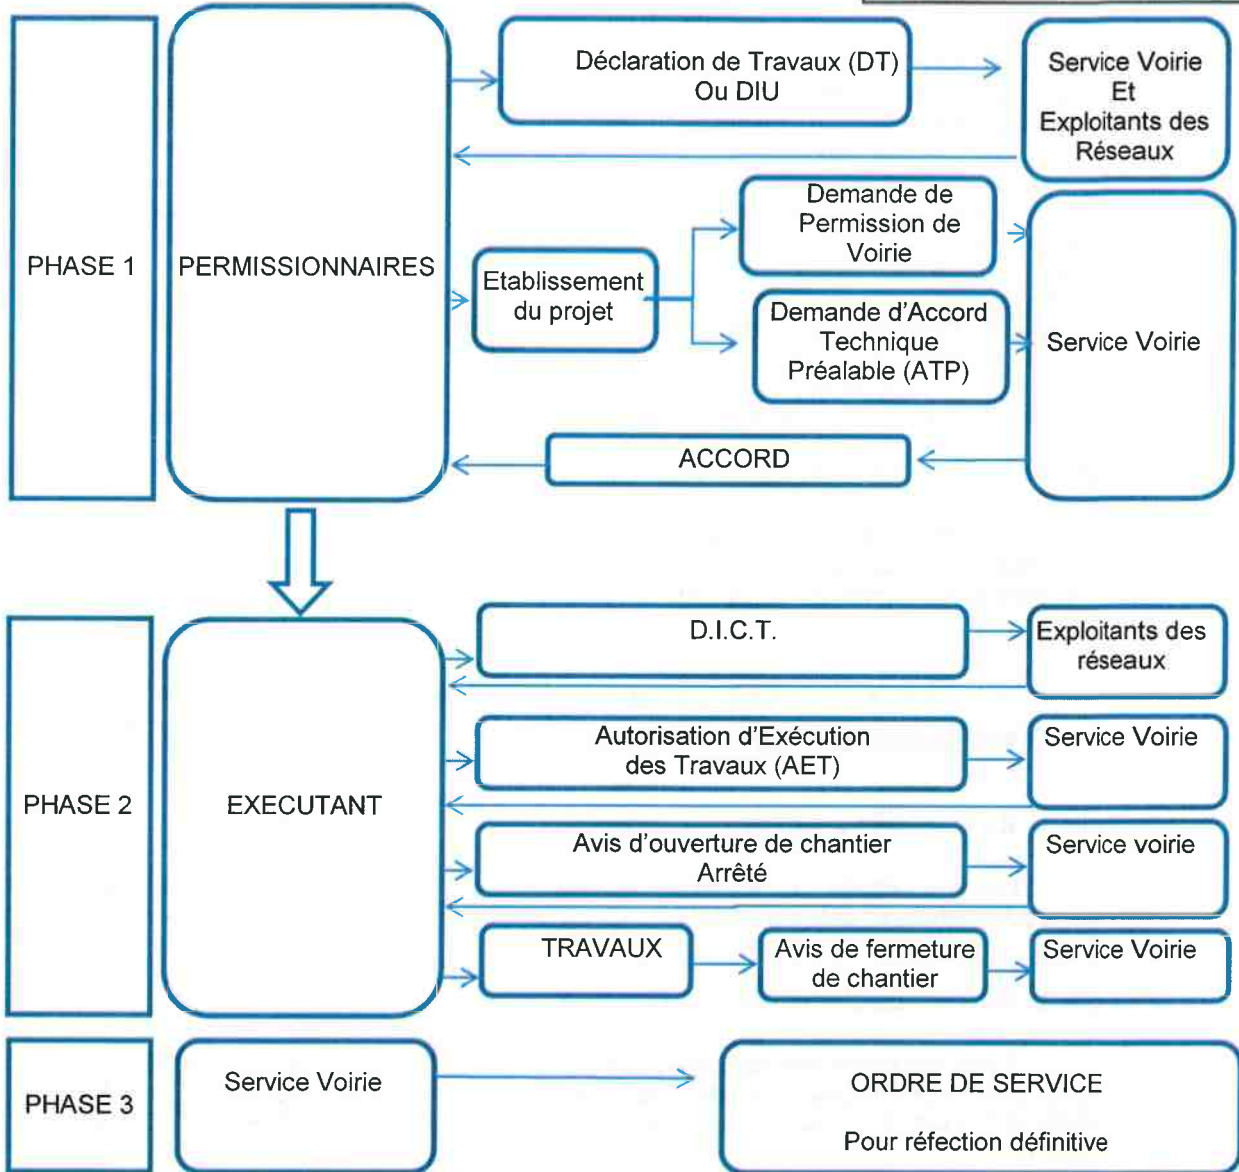 PHASE 1
PERMISSIONNAIRES
Déclaration de Travaux (DT)
Ou DIU
Service Voirie
Et
Exploitants des
Réseaux
Etablissement
du projet
Demande de
Permission de
Voirie
Demande d'Accord
Technique
Préalable (ATP)
Service Voirie
ACCORD
PHASE 2
EXECUTANT
D.I.C.T.
Exploitants des
réseaux
Autorisation d'Exécution
des Travaux (AET)
Service Voirie
Avis d'ouverture de chantier
Arrêté
Service voirie
TRAVAUX
Avis de fermeture
de chantier
Service Voirie
PHASE 3
Service Voirie
ORDRE DE SERVICE
Pour réfection définitive